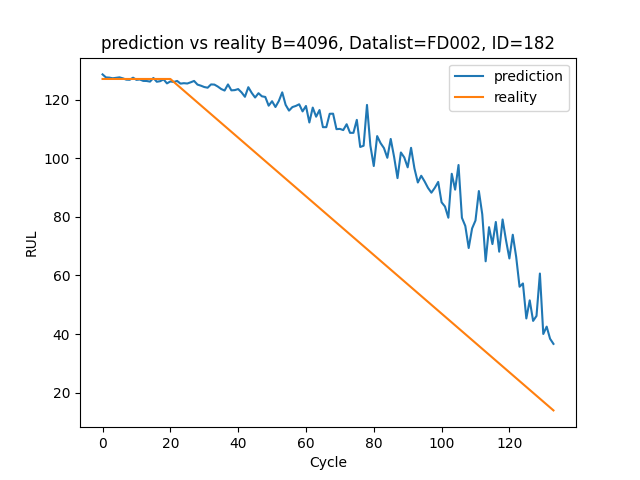 prediction vs reality B=4096, Datalist=FD002, ID=182
prediction
reality
RUL
120
100
80
60
40
20
0 20 40 60 80 100 120
Cycle